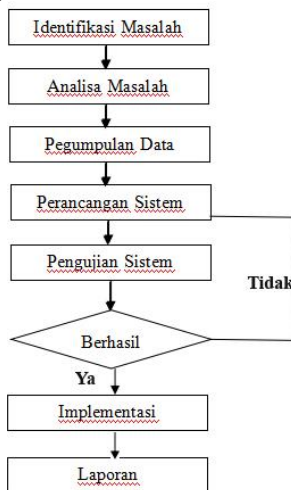 Identifikasi Masalah
Analisa Masalah
Pegumpulan Data
Perancangan Sistem
Pengujian Sistem
Tidak
Berhasil
Ya
Implementasi
Laporan